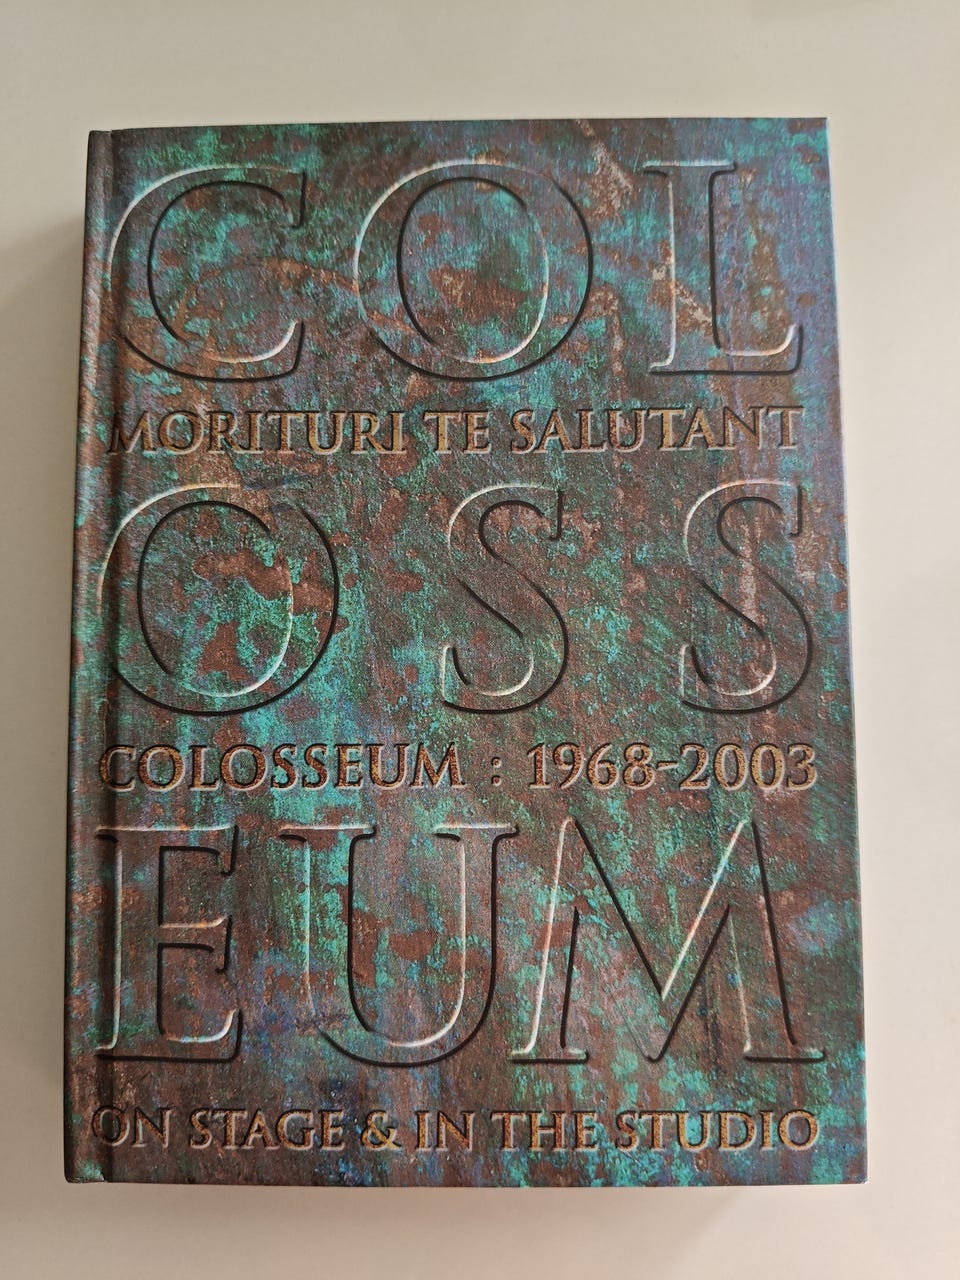 COL
MORITURI TE SALUTANT
OSS
COLOSSEUM : 1968-2003
EUM
ON STAGE & IN THE STUDIO